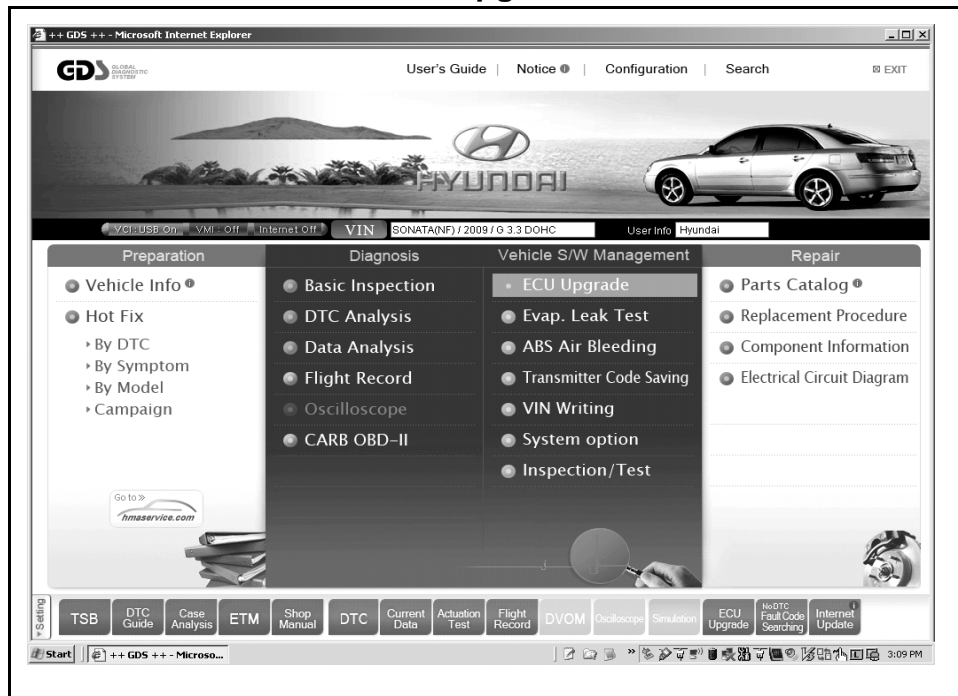 ++ GDS ++ - Microsoft Internet Explorer
GDS GLOBAL DIAGNOSTIC SYSTEM
User's Guide | Notice | Configuration | Search
EXIT
HYUNDAI
VCI : USB On VMI : Off Internet Off VIN SONATA(NF) / 2009 / G 3.3 DOHC User Info Hyundai
Preparation
Vehicle Info
Hot Fix
By DTC
By Symptom
By Model
Campaign
Go to »
hmaservice.com
Diagnosis
Basic Inspection
DTC Analysis
Data Analysis
Flight Record
Oscilloscope
CARB OBD-II
Vehicle S/W Management
ECU Upgrade
Evap. Leak Test
ABS Air Bleeding
Transmitter Code Saving
VIN Writing
System option
Inspection/Test
Repair
Parts Catalog
Replacement Procedure
Component Information
Electrical Circuit Diagram
Setting
TSB
DTC Guide
Case Analysis
ETM
Shop Manual
DTC
Current Data
Actuation Test
Flight Record
DVOM
Oscilloscope
Simulation
ECU Upgrade
No DTC Fault Code Searching
Internet Update
Start ++ GDS ++ - Microso... » 3:09 PM